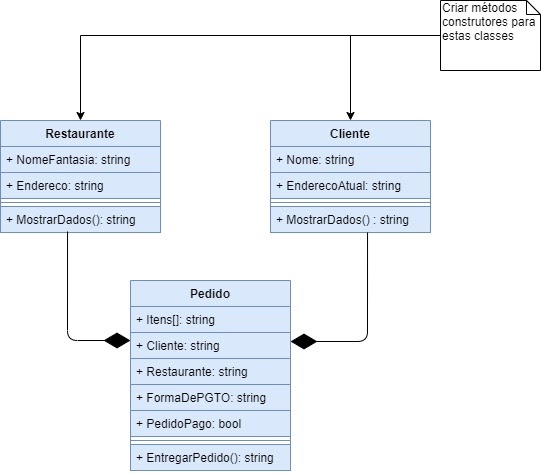 Criar métodos
construtores para
estas classes
Restaurante
+ NomeFantasia: string
+ Endereco: string
+ MostrarDados(): string
Cliente
+ Nome: string
+ EnderecoAtual: string
+ MostrarDados() : string
Pedido
+ Itens[]: string
+ Cliente: string
+ Restaurante: string
+ FormaDePGTO: string
+ PedidoPago: bool
+ EntregarPedido(): string